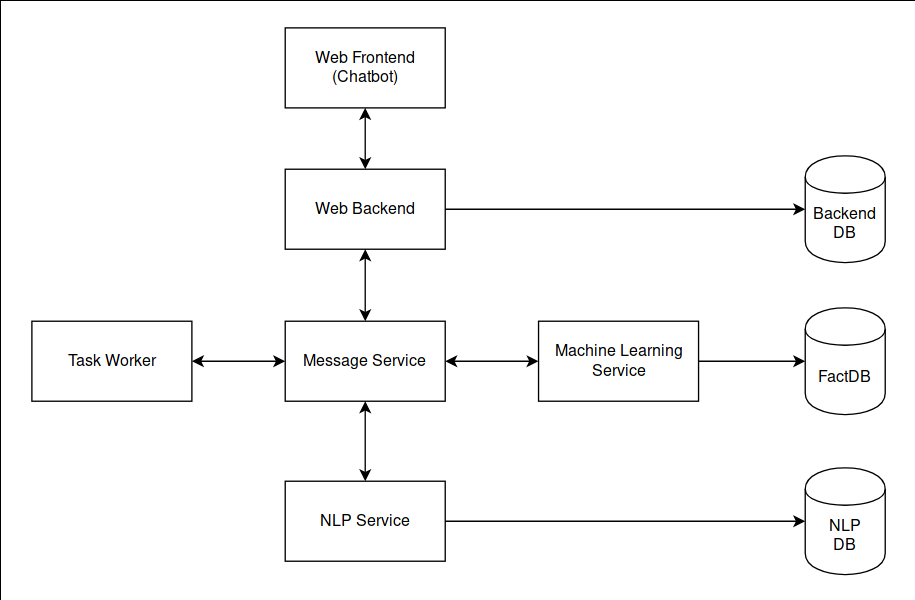 Web Frontend
(Chatbot)
Web Backend
Backend
DB
Task Worker
Message Service
Machine Learning
Service
FactDB
NLP Service
NLP
DB